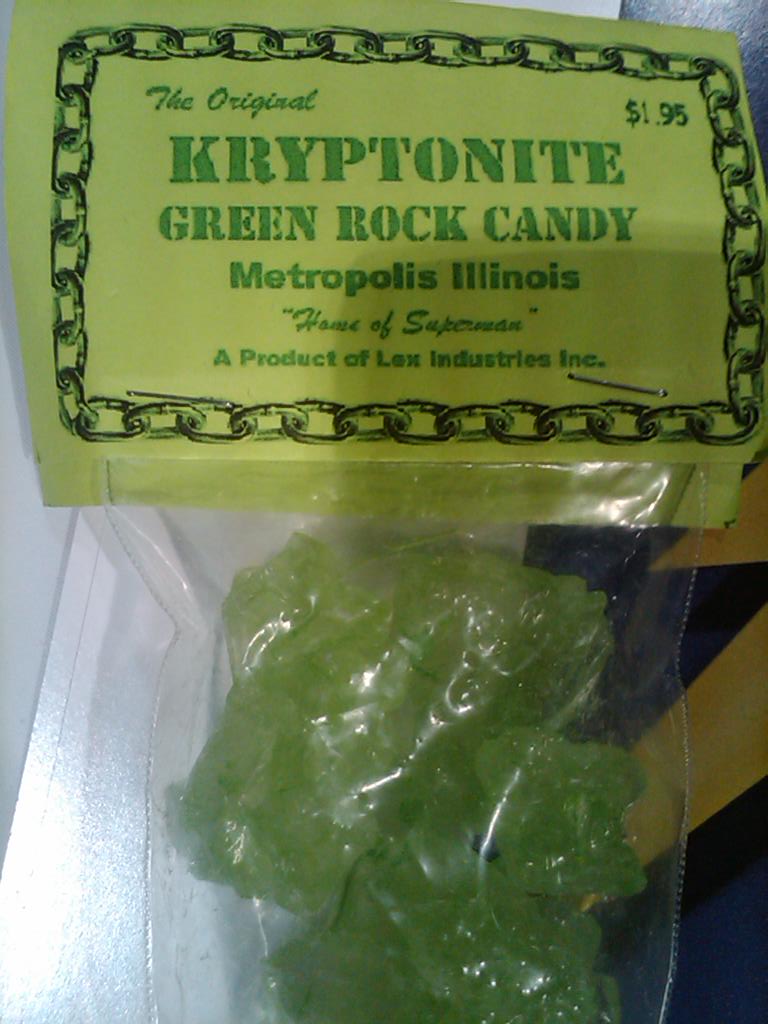 The Original
$1.95
KRYPTONITE
GREEN ROCK CANDY
Metropolis Illinois
"Home of Superman"
A Product of Lex Industries Inc.